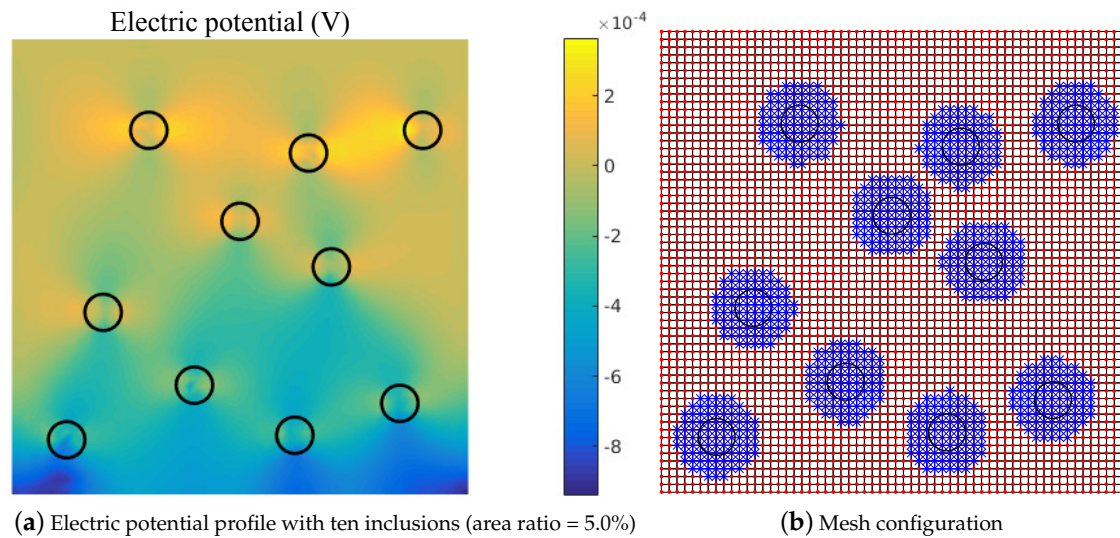 Electric potential (V)
×10⁻⁴
2
0
-2
-4
-6
-8
(a) Electric potential profile with ten inclusions (area ratio = 5.0%)
(b) Mesh configuration